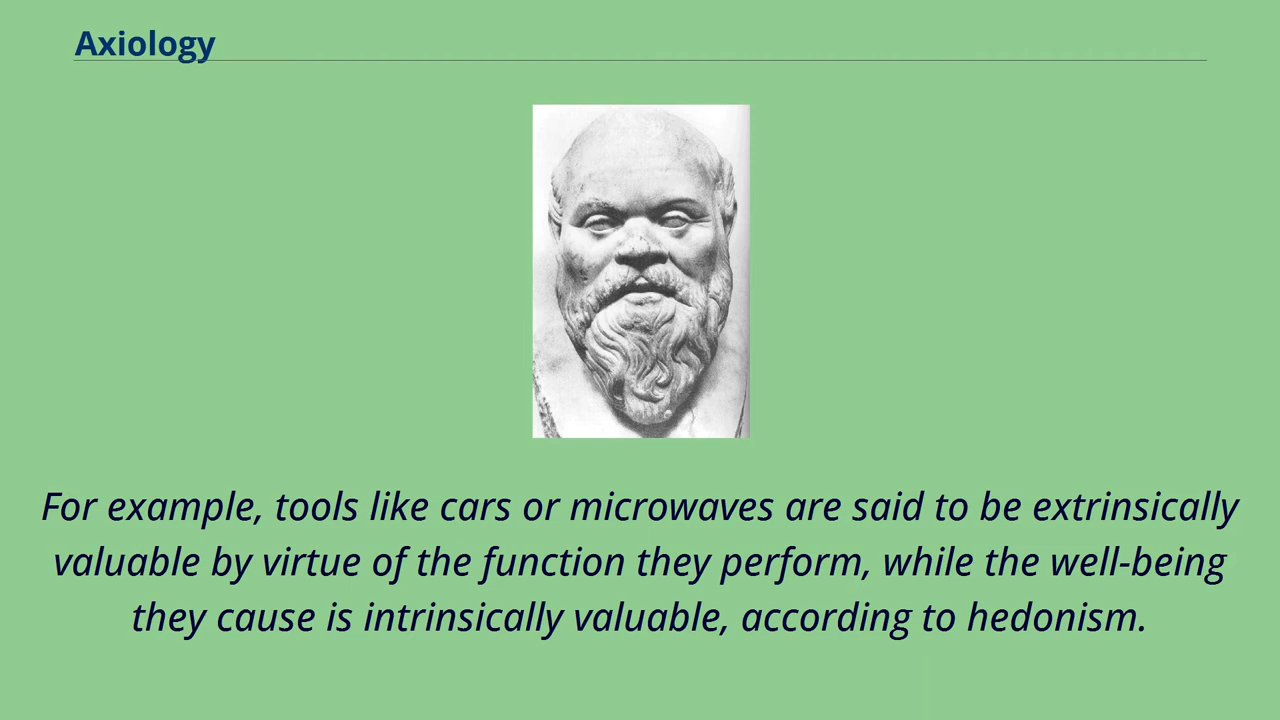 Axiology
For example, tools like cars or microwaves are said to be extrinsically
valuable by virtue of the function they perform, while the well-being
they cause is intrinsically valuable, according to hedonism.